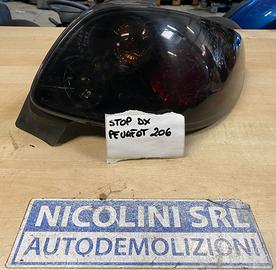 STOP DX
PEUGEOT 206
NICOLINI SRL
AUTODEMOLIZIONI